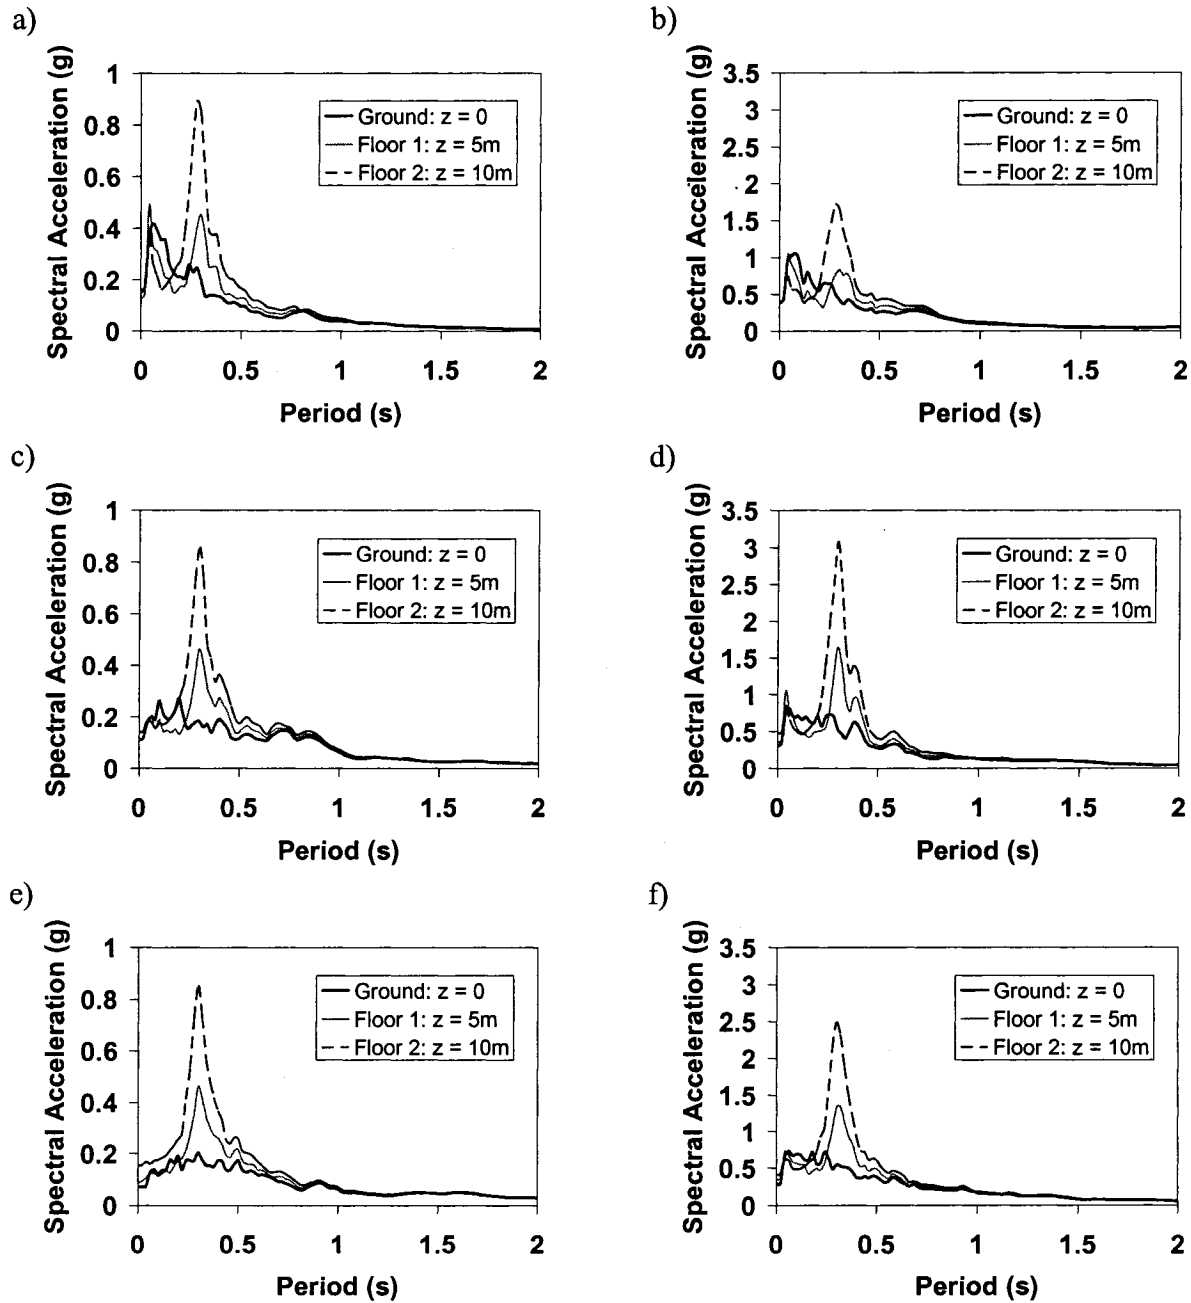 a)
Spectral Acceleration (g)
1
0.8
0.6
0.4
0.2
0
Ground: z = 0
Floor 1: z = 5m
Floor 2: z = 10m
0 0.5 1 1.5 2
Period (s)
b)
Spectral Acceleration (g)
3.5
3
2.5
2
1.5
1
0.5
0
Ground: z = 0
Floor 1: z = 5m
Floor 2: z = 10m
0 0.5 1 1.5 2
Period (s)
c)
Spectral Acceleration (g)
1
0.8
0.6
0.4
0.2
0
Ground: z = 0
Floor 1: z = 5m
Floor 2: z = 10m
0 0.5 1 1.5 2
Period (s)
d)
Spectral Acceleration (g)
3.5
3
2.5
2
1.5
1
0.5
0
Ground: z = 0
Floor 1: z = 5m
Floor 2: z = 10m
0 0.5 1 1.5 2
Period (s)
e)
Spectral Acceleration (g)
1
0.8
0.6
0.4
0.2
0
Ground: z = 0
Floor 1: z = 5m
Floor 2: z = 10m
0 0.5 1 1.5 2
Period (s)
f)
Spectral Acceleration (g)
3.5
3
2.5
2
1.5
1
0.5
0
Ground: z = 0
Floor 1: z = 5m
Floor 2: z = 10m
0 0.5 1 1.5 2
Period (s)